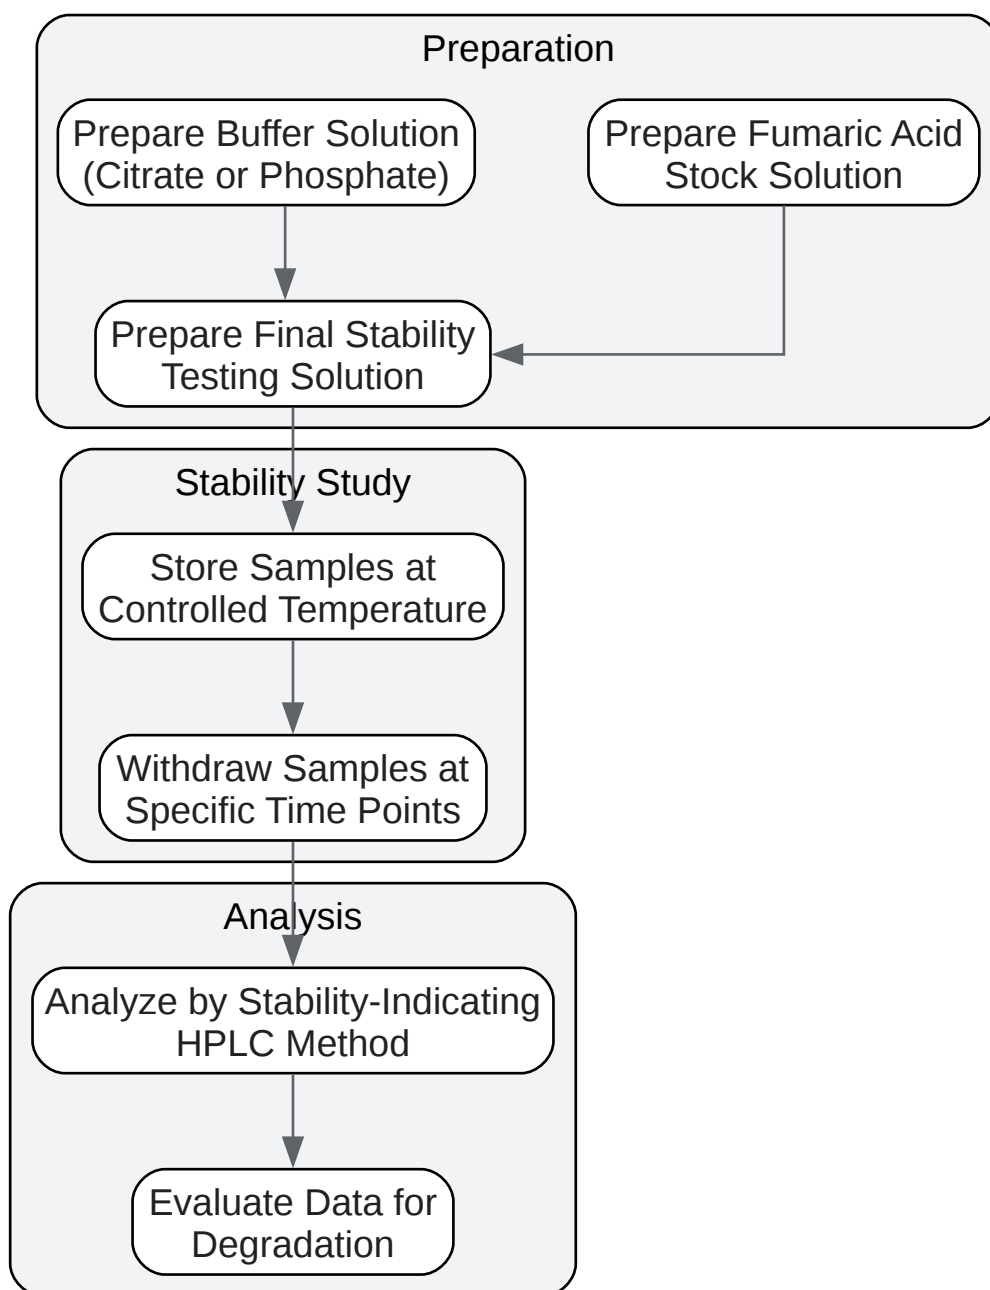 Preparation
Prepare Buffer Solution
(Citrate or Phosphate)
Prepare Fumaric Acid
Stock Solution
Prepare Final Stability
Testing Solution
Stability Study
Store Samples at
Controlled Temperature
Withdraw Samples at
Specific Time Points
Analysis
Analyze by Stability-Indicating
HPLC Method
Evaluate Data for
Degradation